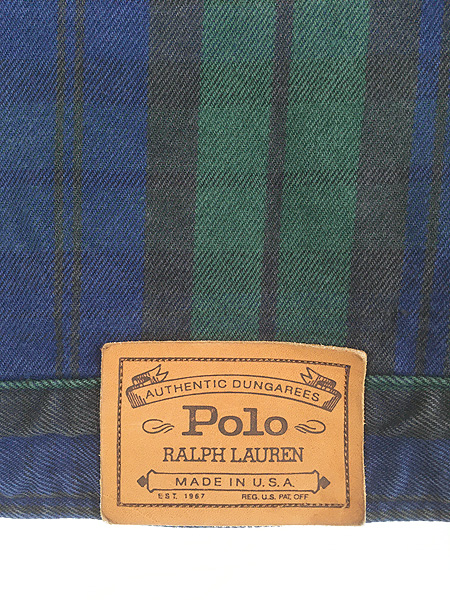 AUTHENTIC DUNGAREES
Polo
RALPH LAUREN
MADE IN U.S.A.
EST. 1967 REG. U.S. PAT. OFF